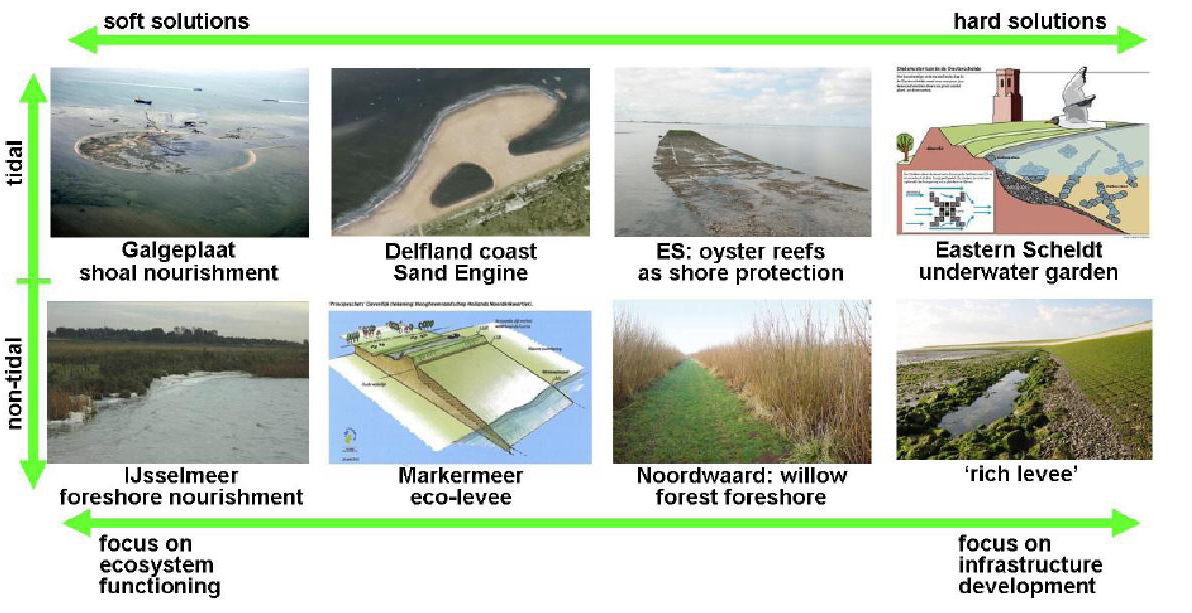 soft solutions
hard solutions
tidal
Galgeplaat
shoal nourishment
Delfland coast
Sand Engine
ES: oyster reefs
as shore protection
Eastern Scheldt
underwater garden
non-tidal
IJsselmeer
foreshore nourishment
Markermeer
eco-levee
Noordwaard: willow
forest foreshore
‘rich levee’
focus on
ecosystem
functioning
focus on
infrastructure
development